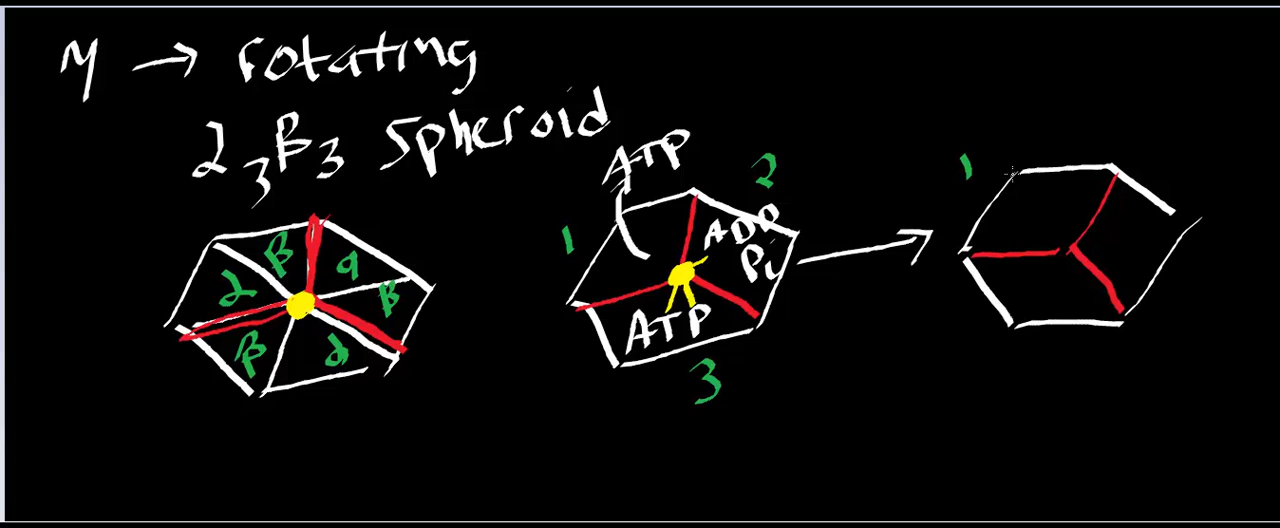 γ → rotating
α3β3 Spheroid
ATP
1
2
ADP
Pi
ATP
3
1
β
α
α
β
β
α